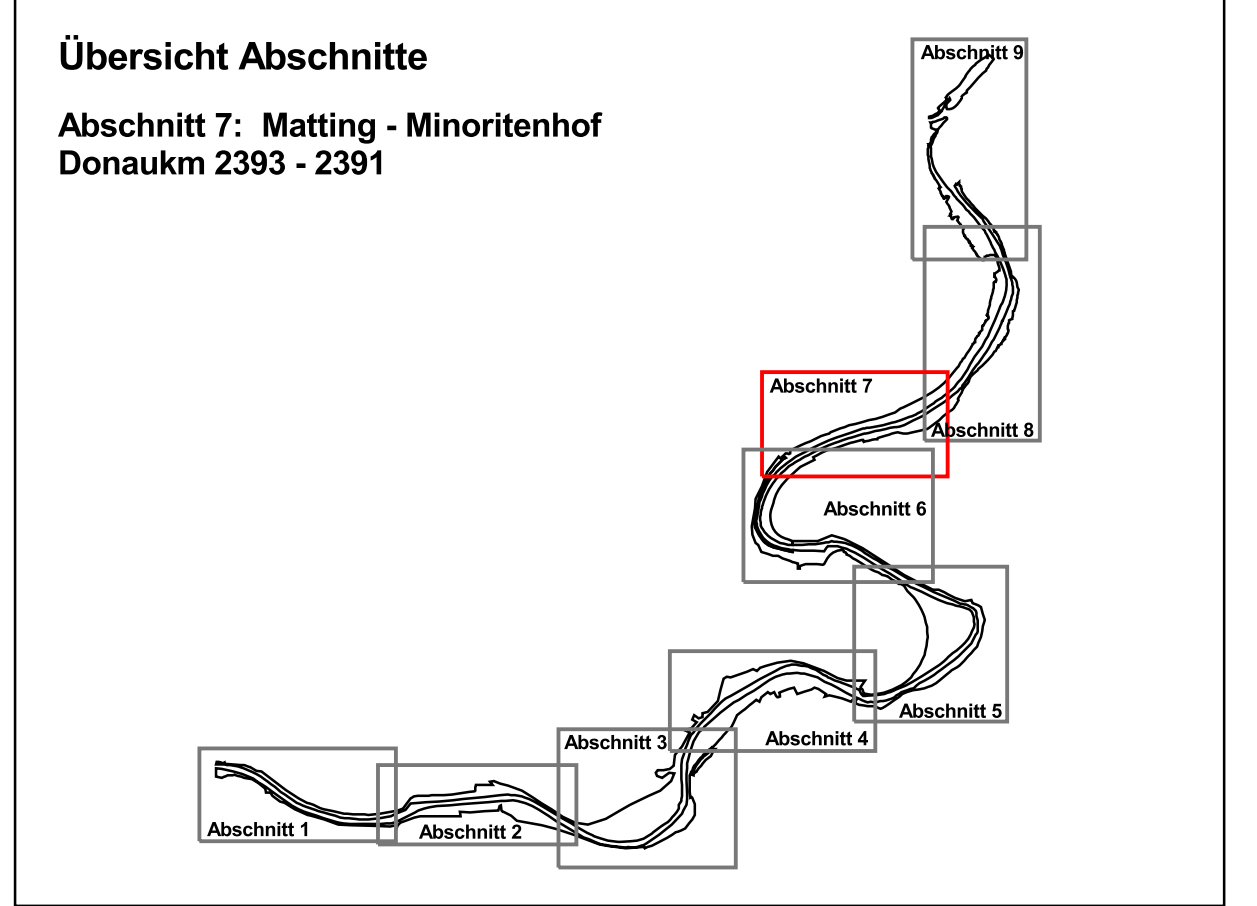 Übersicht Abschnitte
Abschnitt 7: Matting - Minoritenhof
Donaukm 2393 - 2391
Abschnitt 9
Abschnitt 7
Abschnitt 8
Abschnitt 6
Abschnitt 5
Abschnitt 4
Abschnitt 3
Abschnitt 2
Abschnitt 1